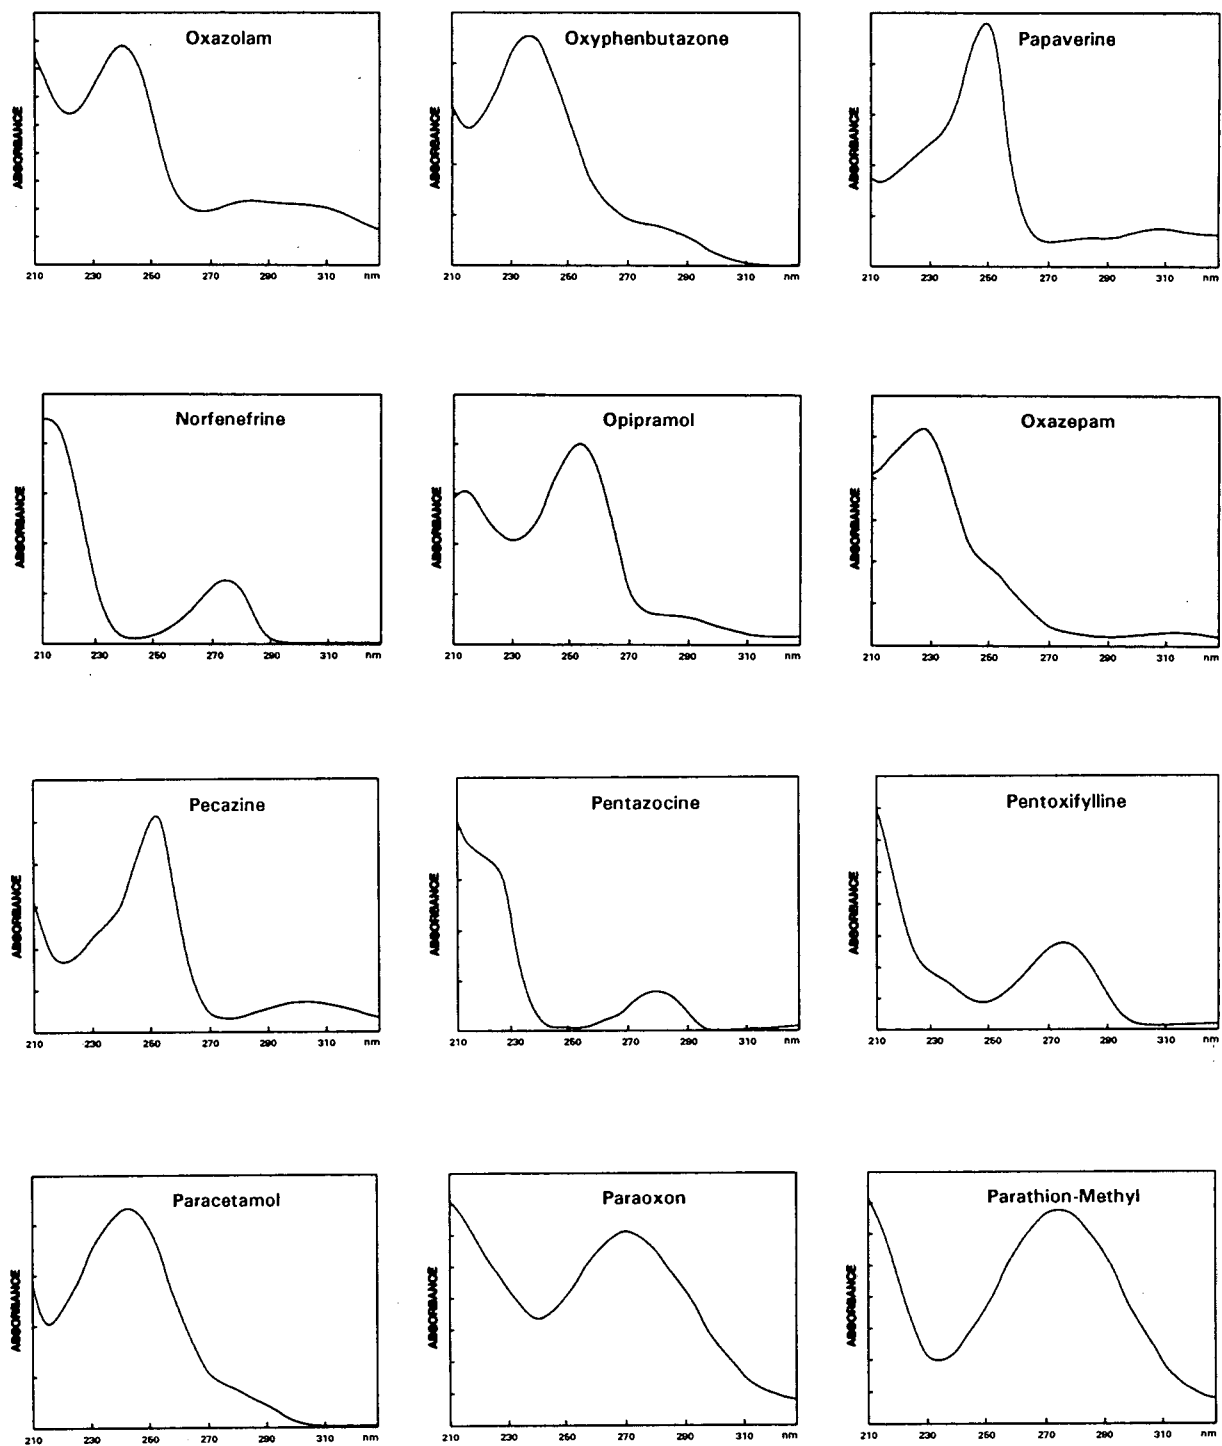 Oxazolam
ABSORBANCE
210 230 250 270 290 310 nm
Oxyphenbutazone
ABSORBANCE
210 230 250 270 290 310 nm
Papaverine
ABSORBANCE
210 230 250 270 290 310 nm
Norfenefrine
ABSORBANCE
210 230 250 270 290 310 nm
Opipramol
ABSORBANCE
210 230 250 270 290 310 nm
Oxazepam
ABSORBANCE
210 230 250 270 290 310 nm
Pecazine
ABSORBANCE
210 230 250 270 290 310 nm
Pentazocine
ABSORBANCE
210 230 250 270 290 310 nm
Pentoxifylline
ABSORBANCE
210 230 250 270 290 310 nm
Paracetamol
ABSORBANCE
210 230 250 270 290 310 nm
Paraoxon
ABSORBANCE
210 230 250 270 290 310 nm
Parathion-Methyl
ABSORBANCE
210 230 250 270 290 310 nm